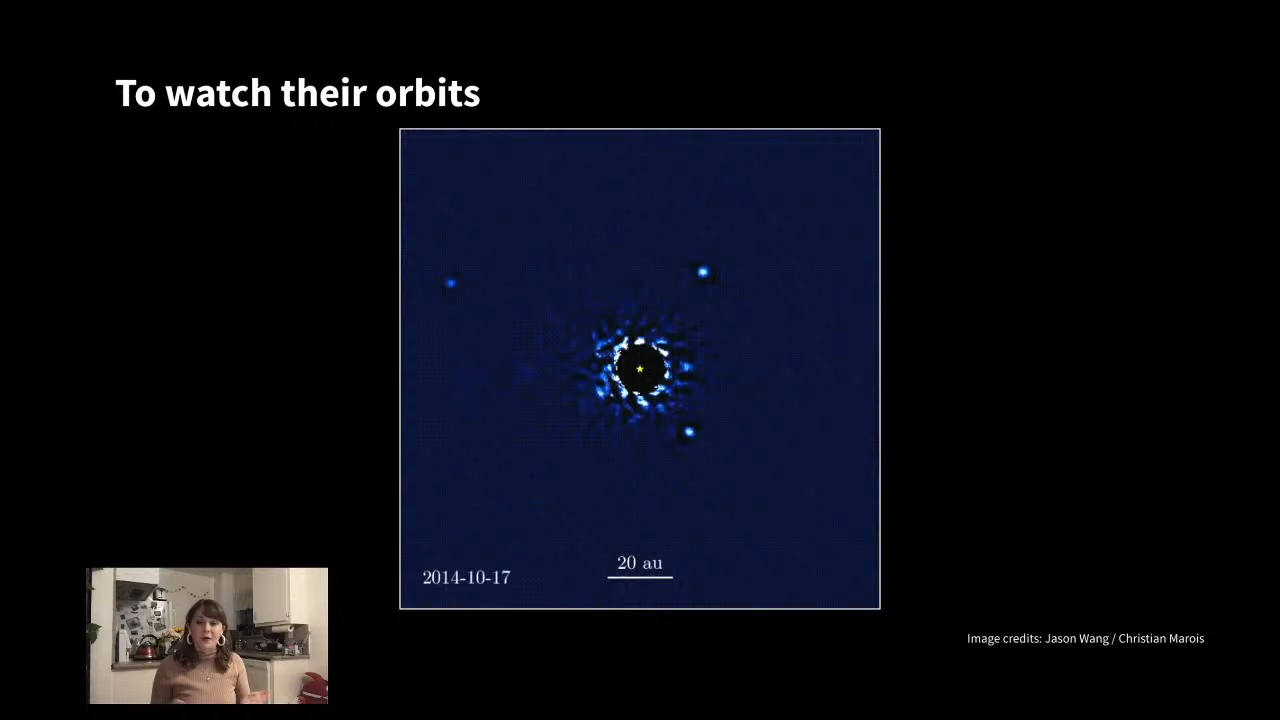 To watch their orbits
20 au
2014-10-17
Image credits: Jason Wang / Christian Marois